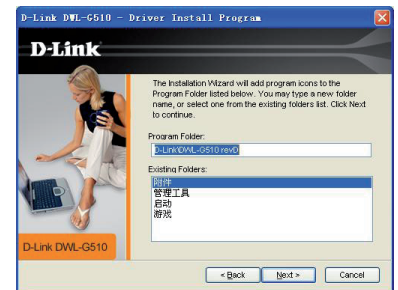 D-Link DWL-G510 - Driver Install Program
D-Link
The Installation Wizard will add program icons to the
Program Folder listed below. You may type a new folder
name, or select one from the existing folders list. Click Next
to continue.
Program Folder:
D-Link\DWL-G510 revD
Existing Folders:
附件
管理工具
启动
游戏
D-Link DWL-G510
< Back
Next >
Cancel